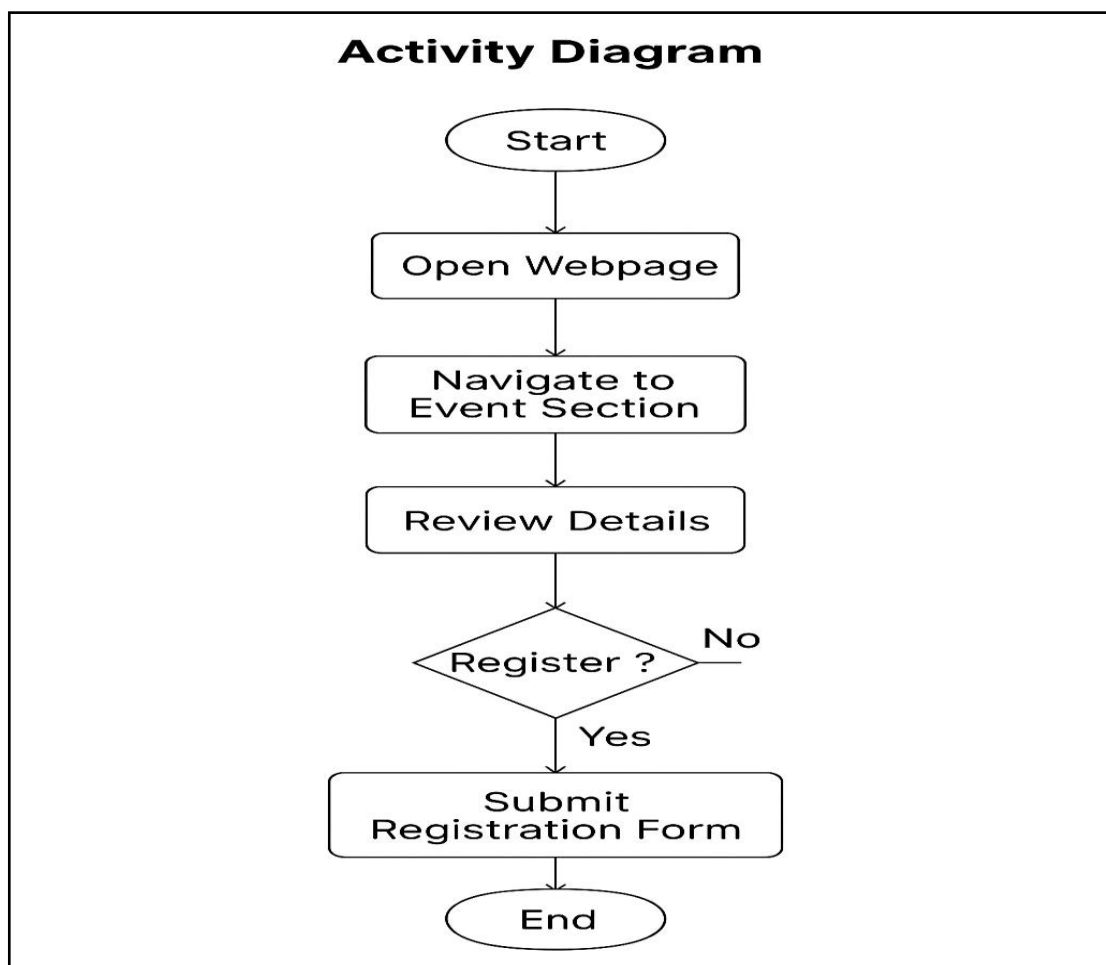 Activity Diagram
Start
Open Webpage
Navigate to
Event Section
Review Details
Register ?
No
Yes
Submit
Registration Form
End